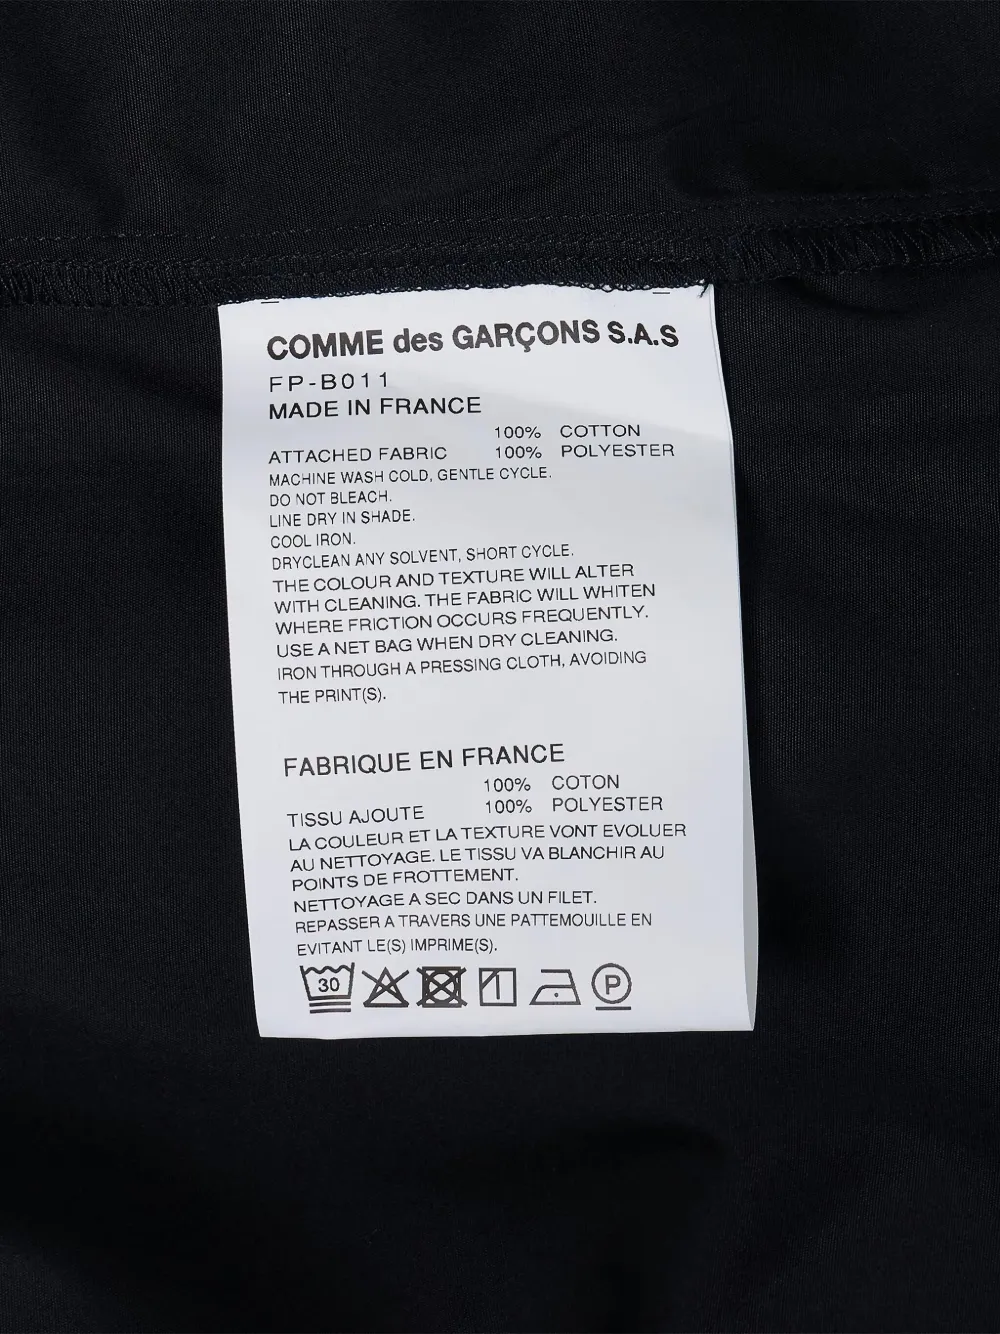 COMME des GARÇONS S.A.S
FP-B011
MADE IN FRANCE
100% COTTON
ATTACHED FABRIC 100% POLYESTER
MACHINE WASH COLD, GENTLE CYCLE.
DO NOT BLEACH.
LINE DRY IN SHADE.
COOL IRON.
DRYCLEAN ANY SOLVENT, SHORT CYCLE.
THE COLOUR AND TEXTURE WILL ALTER
WITH CLEANING. THE FABRIC WILL WHITEN
WHERE FRICTION OCCURS FREQUENTLY.
USE A NET BAG WHEN DRY CLEANING.
IRON THROUGH A PRESSING CLOTH, AVOIDING
THE PRINT(S).
FABRIQUE EN FRANCE
100% COTON
TISSU AJOUTE 100% POLYESTER
LA COULEUR ET LA TEXTURE VONT EVOLUER
AU NETTOYAGE. LE TISSU VA BLANCHIR AU
POINTS DE FROTTEMENT.
NETTOYAGE A SEC DANS UN FILET.
REPASSER A TRAVERS UNE PATTEMOUILLE EN
EVITANT LE(S) IMPRIME(S).
30 P